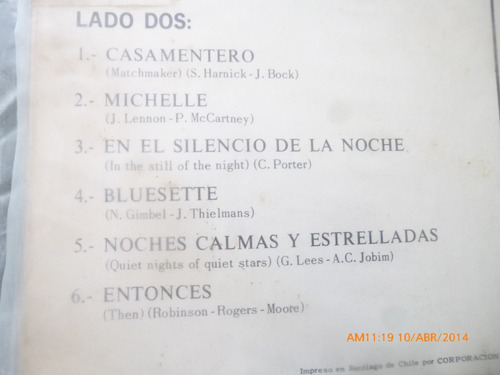 LADO DOS:
1.- CASAMENTERO
(Matchmaker) (S. Harnick - J. Bock)
2.- MICHELLE
(J. Lennon - P. McCartney)
3.- EN EL SILENCIO DE LA NOCHE
(In the still of the night) (C. Porter)
4.- BLUESETTE
(N. Gimbel - J. Thielmans)
5.- NOCHES CALMAS Y ESTRELLADAS
(Quiet nights of quiet stars) (G. Lees - A.C. Jobim)
6.- ENTONCES
(Then) (Robinson - Rogers - Moore)
AM11:19 10/ABR/2014
Impreso en Santiago de Chile por CORPORACION